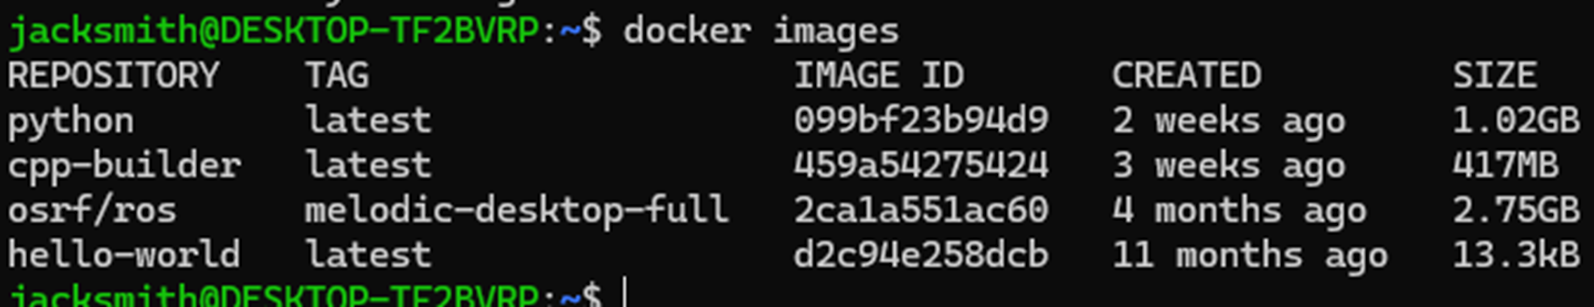 jacksmith@DESKTOP-TF2BVRP:~$ docker images
REPOSITORY    TAG                    IMAGE ID       CREATED         SIZE
python        latest                 099bf23b94d9   2 weeks ago     1.02GB
cpp-builder   latest                 459a54275424   3 weeks ago     417MB
osrf/ros      melodic-desktop-full   2ca1a551ac60   4 months ago    2.75GB
hello-world   latest                 d2c94e258dcb   11 months ago   13.3kB
jacksmith@DESKTOP-TF2BVRP:~$